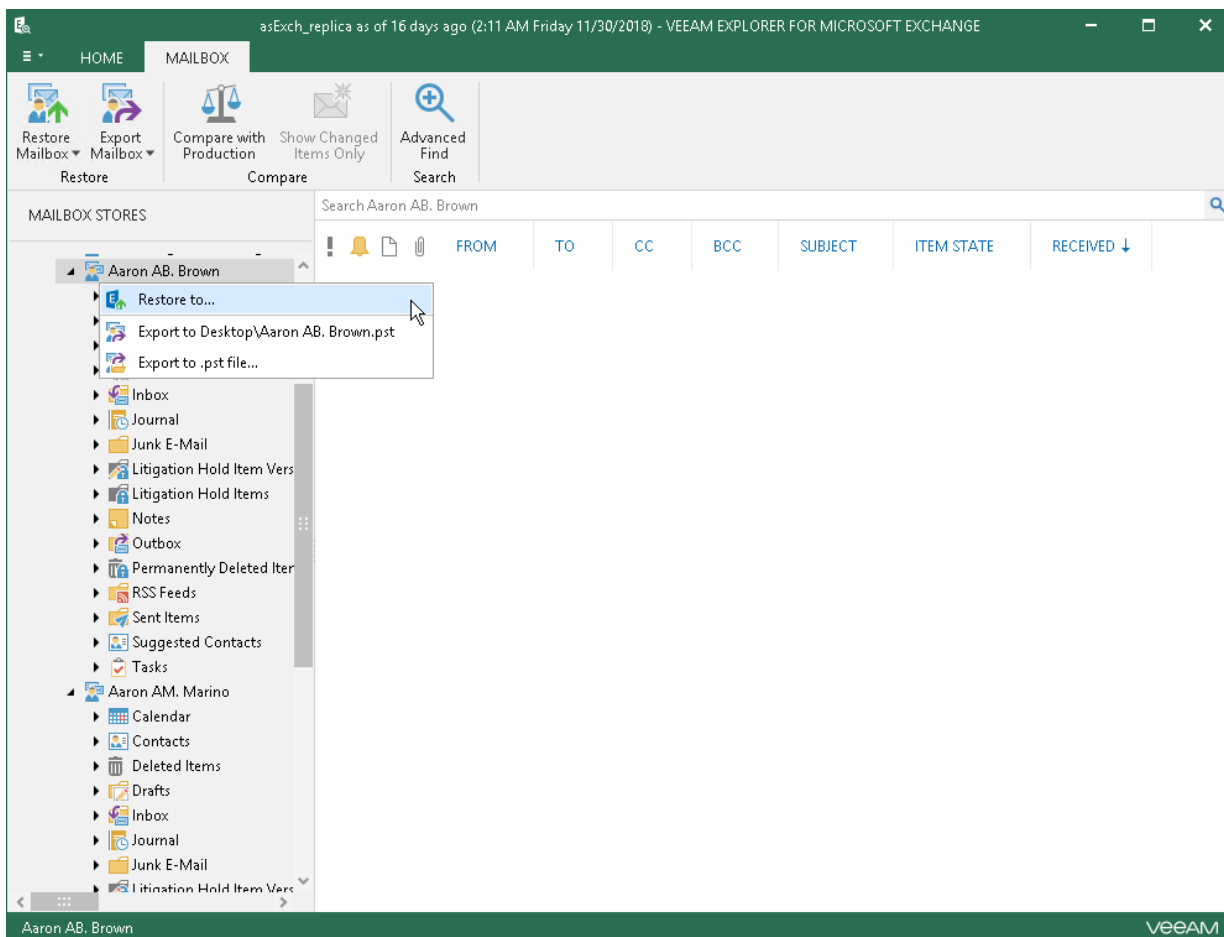 asExch_replica as of 16 days ago (2:11 AM Friday 11/30/2018) - VEEAM EXPLORER FOR MICROSOFT EXCHANGE
HOME MAILBOX
Restore Mailbox
Export Mailbox
Compare with Production
Show Changed Items Only
Advanced Find
Restore
Compare
Search
MAILBOX STORES
Search Aaron AB. Brown
FROM TO CC BCC SUBJECT ITEM STATE RECEIVED
Aaron AB. Brown
Restore to...
Export to Desktop\Aaron AB. Brown.pst
Export to .pst file...
Inbox
Journal
Junk E-Mail
Litigation Hold Item Vers
Litigation Hold Items
Notes
Outbox
Permanently Deleted Iter
RSS Feeds
Sent Items
Suggested Contacts
Tasks
Aaron AM. Marino
Calendar
Contacts
Deleted Items
Drafts
Inbox
Journal
Junk E-Mail
Litigation Hold Item Vers
Aaron AB. Brown
veeAM